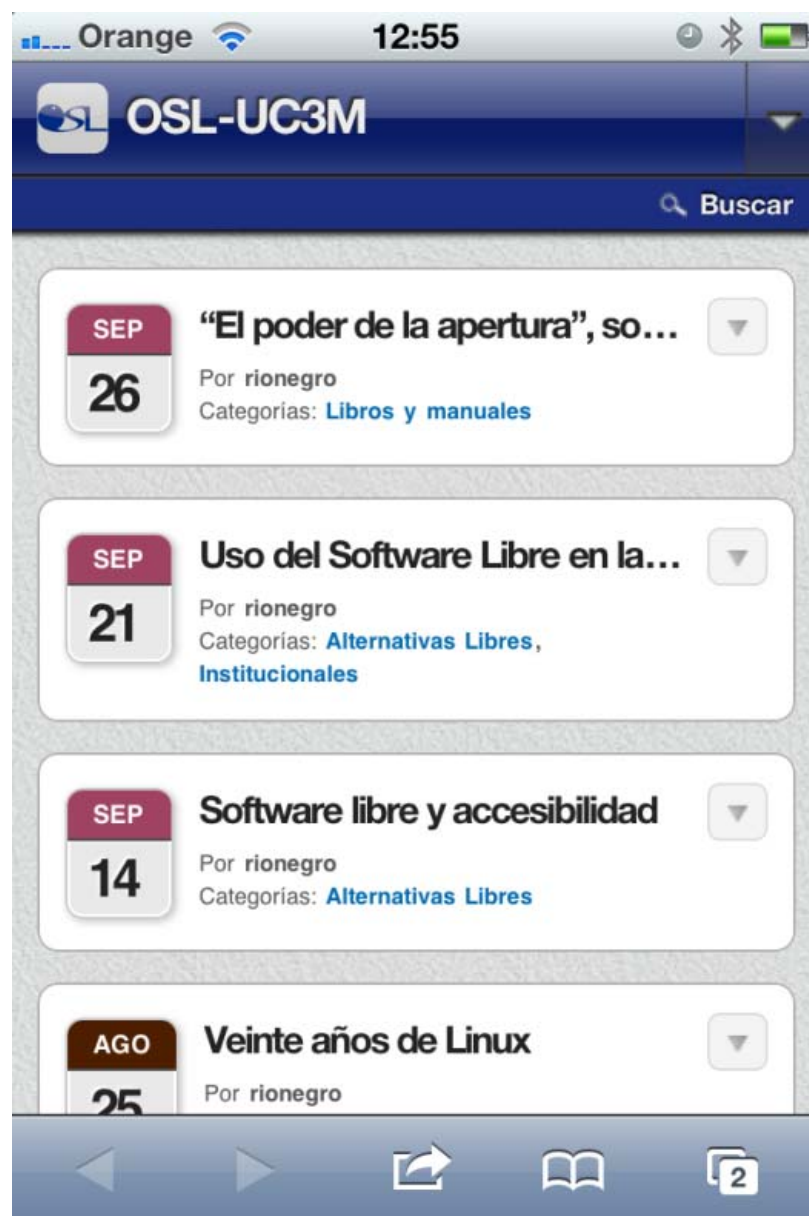 Orange 12:55
OSL OSL-UC3M
Buscar
SEP
26
“El poder de la apertura”, so...
Por rionegro
Categorías: Libros y manuales
SEP
21
Uso del Software Libre en la...
Por rionegro
Categorías: Alternativas Libres,
Institucionales
SEP
14
Software libre y accesibilidad
Por rionegro
Categorías: Alternativas Libres
AGO
25
Veinte años de Linux
Por rionegro
2